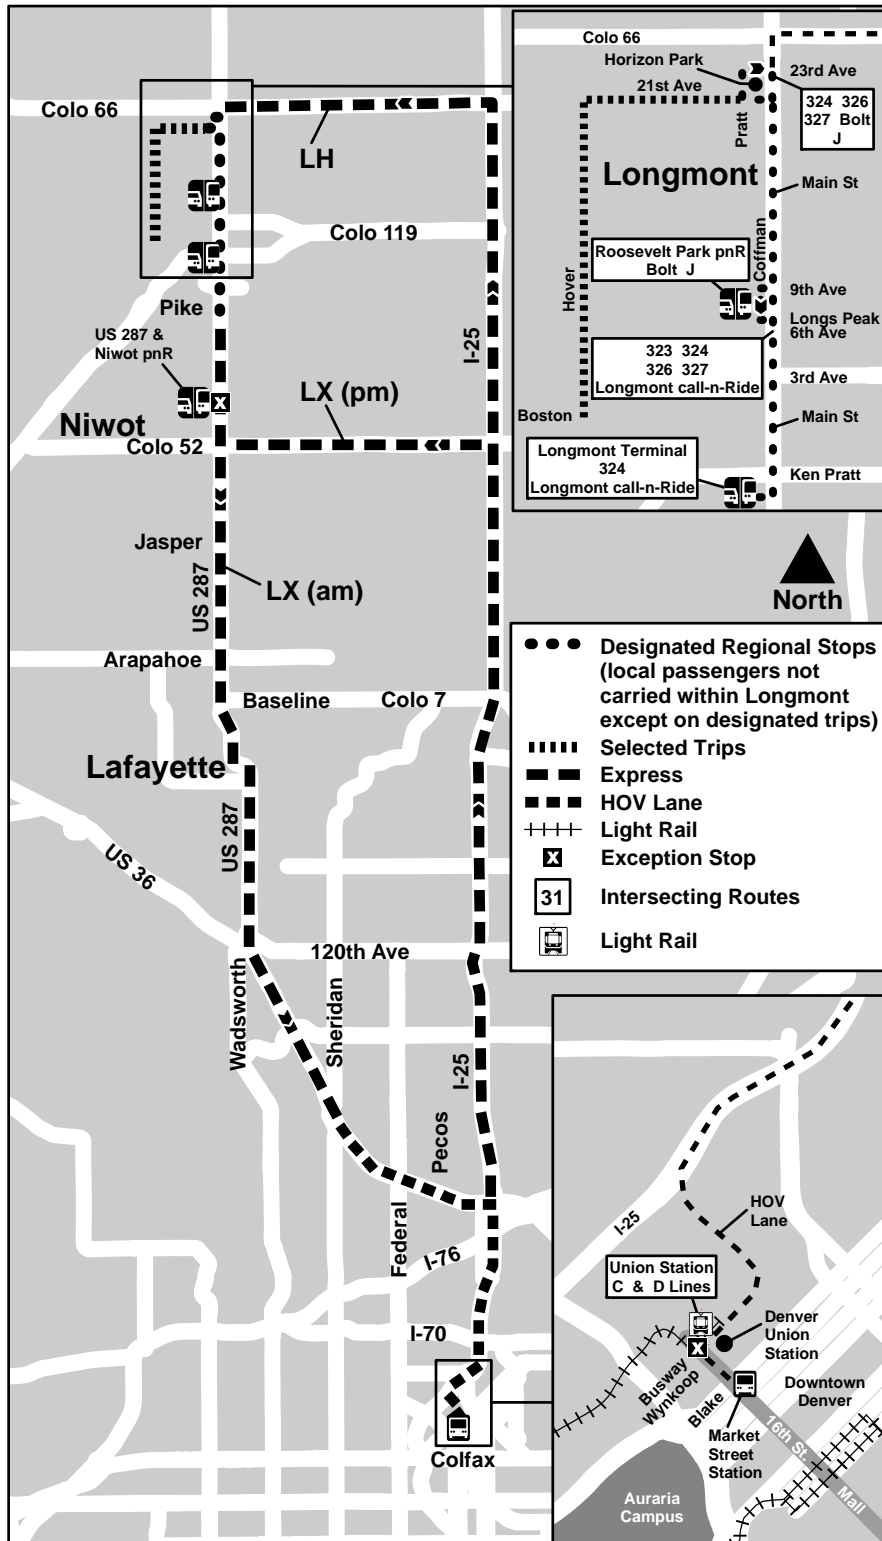 Colo 66
LH
Colo 119
Pike
US 287 &
Niwot pnR
I-25
LX (pm)
Niwot
Colo 52
Jasper
US 287
LX (am)
Arapahoe
Baseline
Colo 7
Lafayette
US 287
US 36
120th Ave
Wadsworth
Sheridan
I-25
Pecos
Federal
I-76
I-70
Colfax
Colo 66
Horizon Park
21st Ave
23rd Ave
324 326
327 Bolt
J
Pratt
Longmont
Main St
Coffman
Roosevelt Park pnR
Bolt J
Hover
9th Ave
Longs Peak
6th Ave
323 324
326 327
Longmont call-n-Ride
3rd Ave
Boston
Main St
Longmont Terminal
324
Longmont call-n-Ride
Ken Pratt
North
Designated Regional Stops
(local passengers not
carried within Longmont
except on designated trips)
Selected Trips
Express
HOV Lane
Light Rail
X Exception Stop
31 Intersecting Routes
Light Rail
HOV
Lane
I-25
Union Station
C & D Lines
Denver
Union
Station
X
X
Busway
Wynkoop
Blake
Downtown
Denver
Market
Street
Station
16th St.
Mall
Auraria
Campus